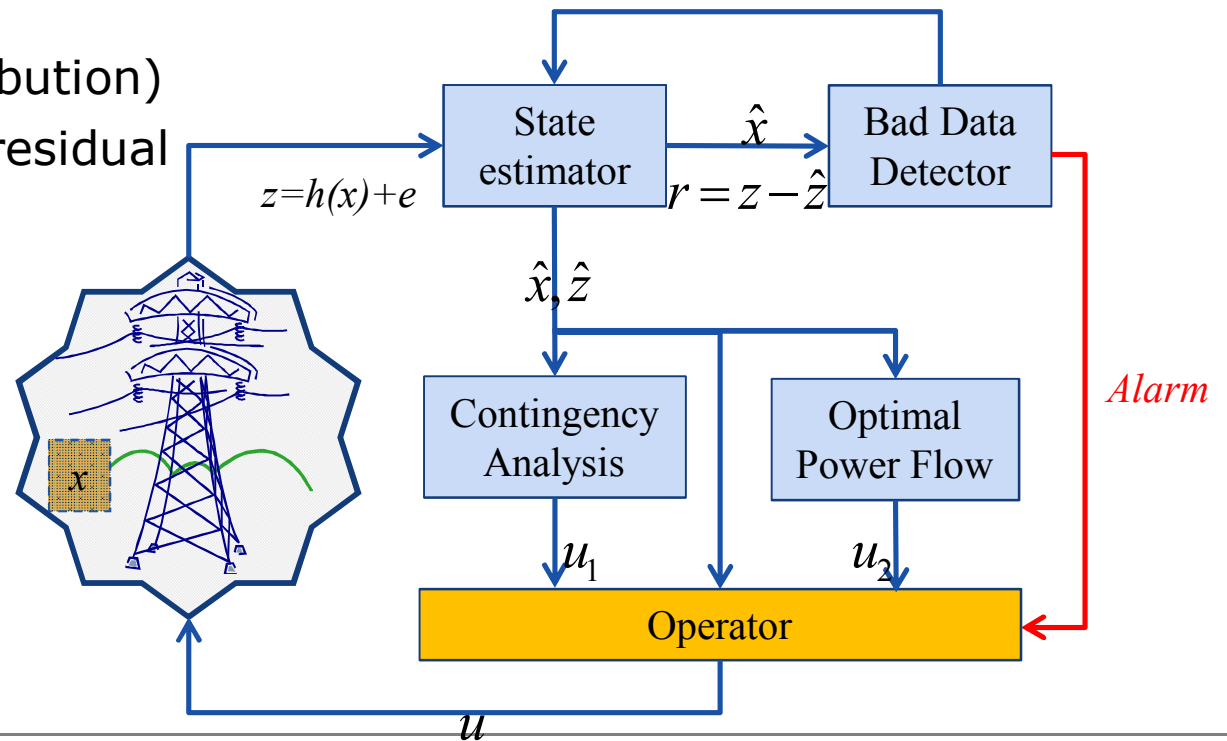 bution)
residual
State
estimator
x̂
r = z − ẑ
Bad Data
Detector
z=h(x)+e
x̂, ẑ
x
Contingency
Analysis
Optimal
Power Flow
Alarm
u₁
u₂
Operator
u